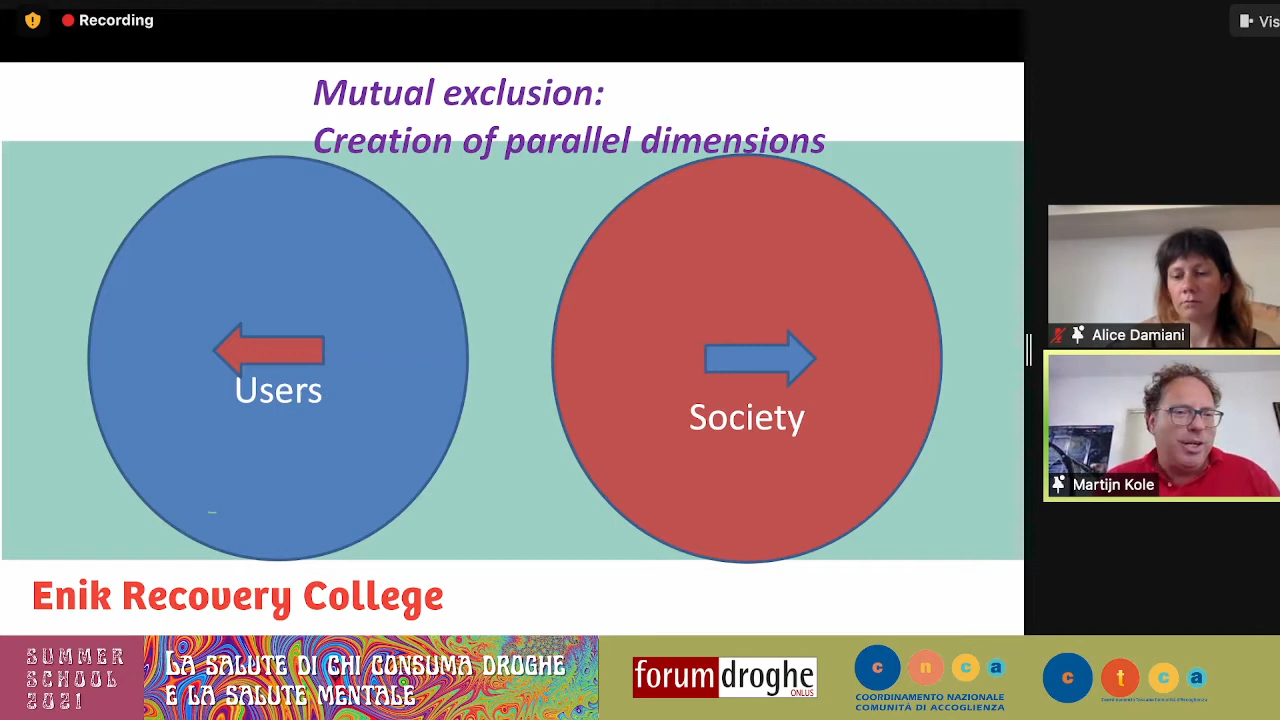 Recording
Vis
Mutual exclusion:
Creation of parallel dimensions
Users
Society
Alice Damiani
Martijn Kole
Enik Recovery College
SUMMER
SCHOOL
2021
LA SALUTE DI CHI CONSUMA DROGHE
E LA SALUTE MENTALE
forumdroghe
ONLUS
c n c a
COORDINAMENTO NAZIONALE
COMUNITÀ DI ACCOGLIENZA
c t c a